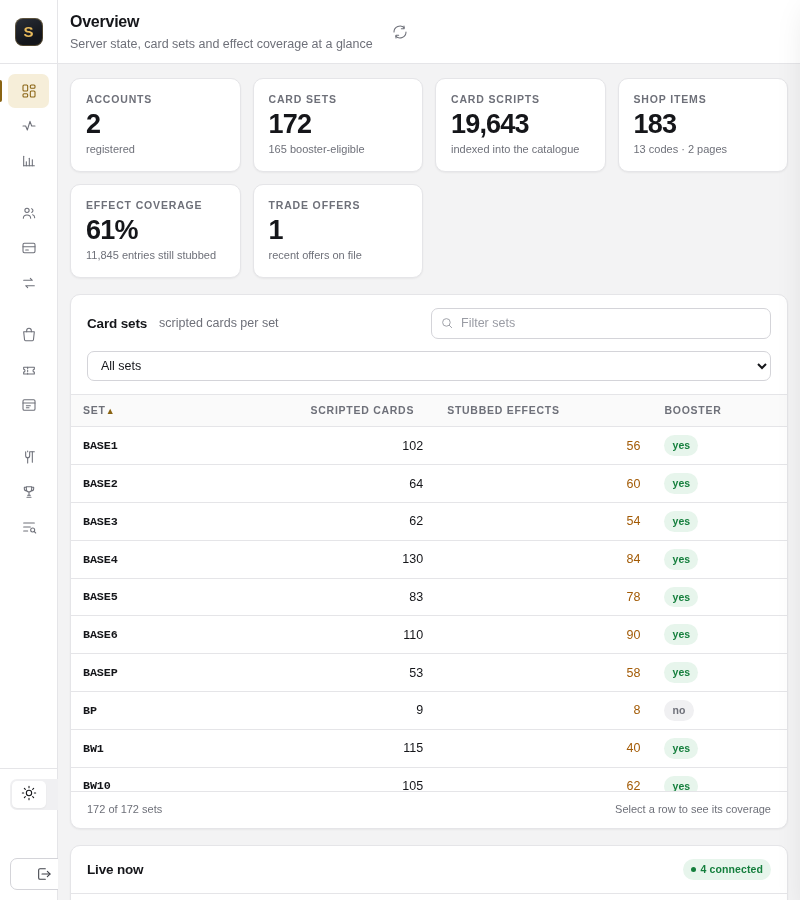 S
Overview
Server state, card sets and effect coverage at a glance
ACCOUNTS
2
registered
CARD SETS
172
165 booster-eligible
CARD SCRIPTS
19,643
indexed into the catalogue
SHOP ITEMS
183
13 codes · 2 pages
EFFECT COVERAGE
61%
11,845 entries still stubbed
TRADE OFFERS
1
recent offers on file
Card sets scripted cards per set
Filter sets
All sets
SET▲ SCRIPTED CARDS STUBBED EFFECTS BOOSTER
BASE1 102 56 yes
BASE2 64 60 yes
BASE3 62 54 yes
BASE4 130 84 yes
BASE5 83 78 yes
BASE6 110 90 yes
BASEP 53 58 yes
BP 9 8 no
BW1 115 40 yes
BW10 105 62 yes
172 of 172 sets Select a row to see its coverage
Live now 4 connected